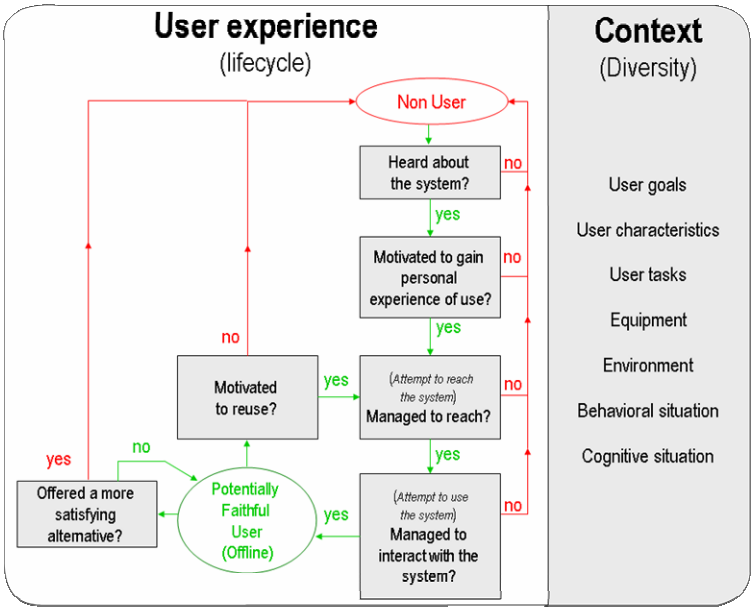 User experience
(lifecycle)
Non User
Heard about
the system?
no
yes
Motivated to gain
personal
experience of use?
no
yes
no
Motivated
to reuse?
yes
(Attempt to reach
the system)
Managed to reach?
no
yes
yes
no
Offered a more
satisfying
alternative?
Potentially
Faithful
User
(Offline)
yes
(Attempt to use
the system)
Managed to
interact with the
system?
no
Context
(Diversity)
User goals
User characteristics
User tasks
Equipment
Environment
Behavioral situation
Cognitive situation